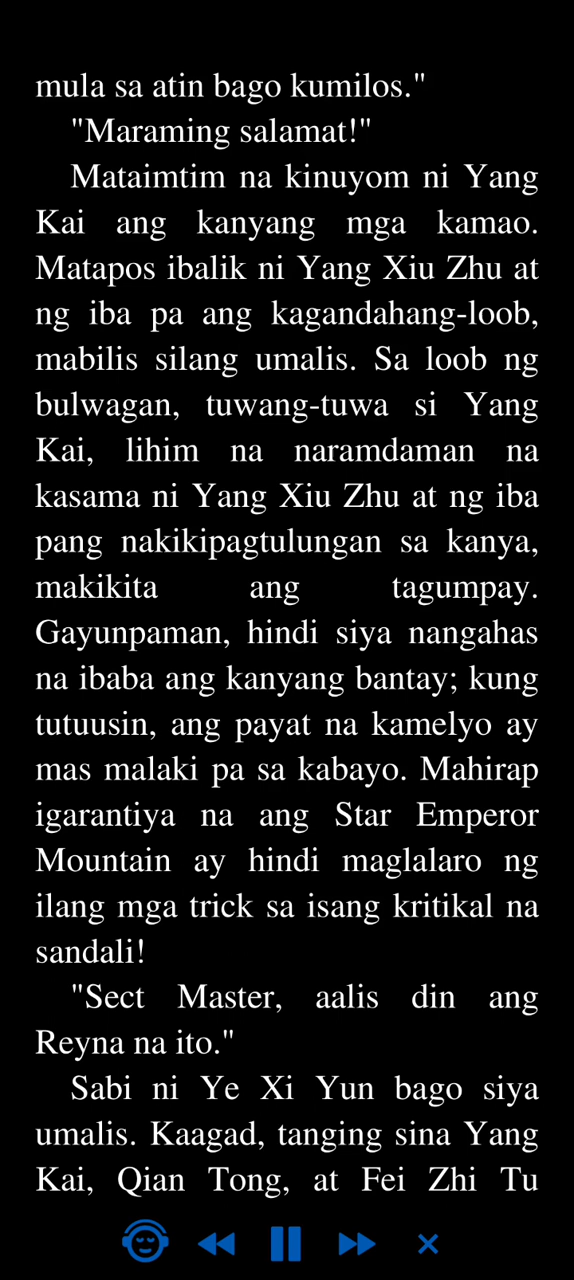 mula sa atin bago kumilos."
"Maraming salamat!"
Mataimtim na kinuyom ni Yang
Kai ang kanyang mga kamao.
Matapos ibalik ni Yang Xiu Zhu at
ng iba pa ang kagandahang-loob,
mabilis silang umalis. Sa loob ng
bulwagan, tuwang-tuwa si Yang
Kai, lihim na naramdaman na
kasama ni Yang Xiu Zhu at ng iba
pang nakikipagtulungan sa kanya,
makikita ang tagumpay.
Gayunpaman, hindi siya nangahas
na ibaba ang kanyang bantay; kung
tutuusin, ang payat na kamelyo ay
mas malaki pa sa kabayo. Mahirap
igarantiya na ang Star Emperor
Mountain ay hindi maglalaro ng
ilang mga trick sa isang kritikal na
sandali!
"Sect Master, aalis din ang
Reyna na ito."
Sabi ni Ye Xi Yun bago siya
umalis. Kaagad, tanging sina Yang
Kai, Qian Tong, at Fei Zhi Tu